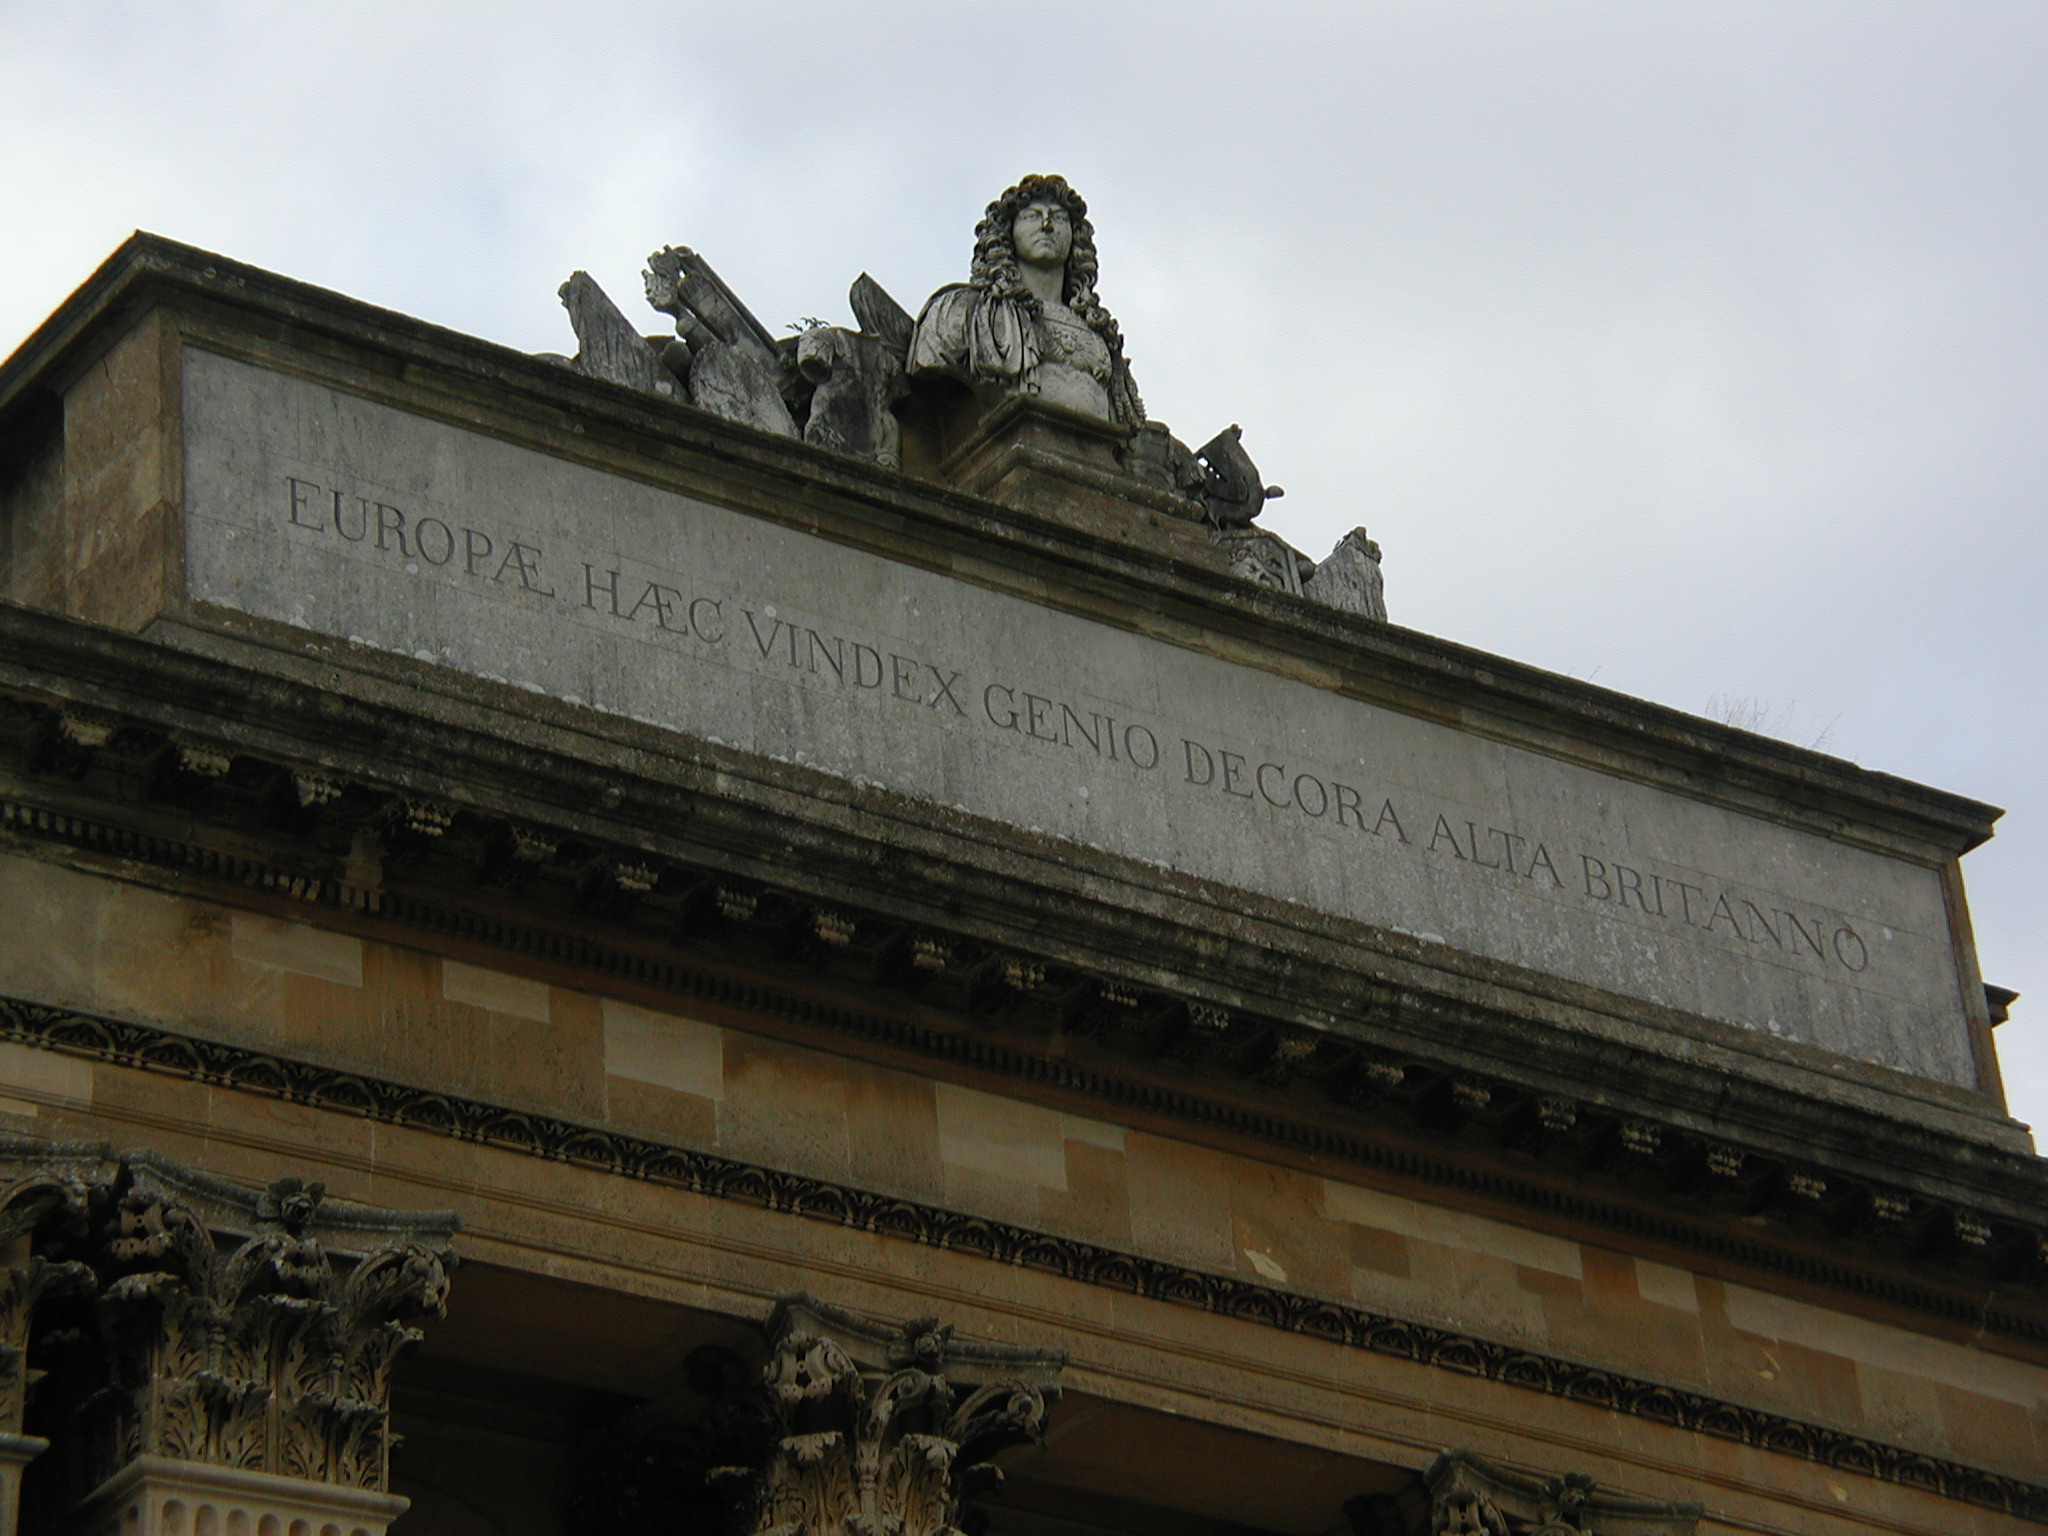 EUROPÆ HÆC VINDEX GENIO DECORA ALTA BRITANNO